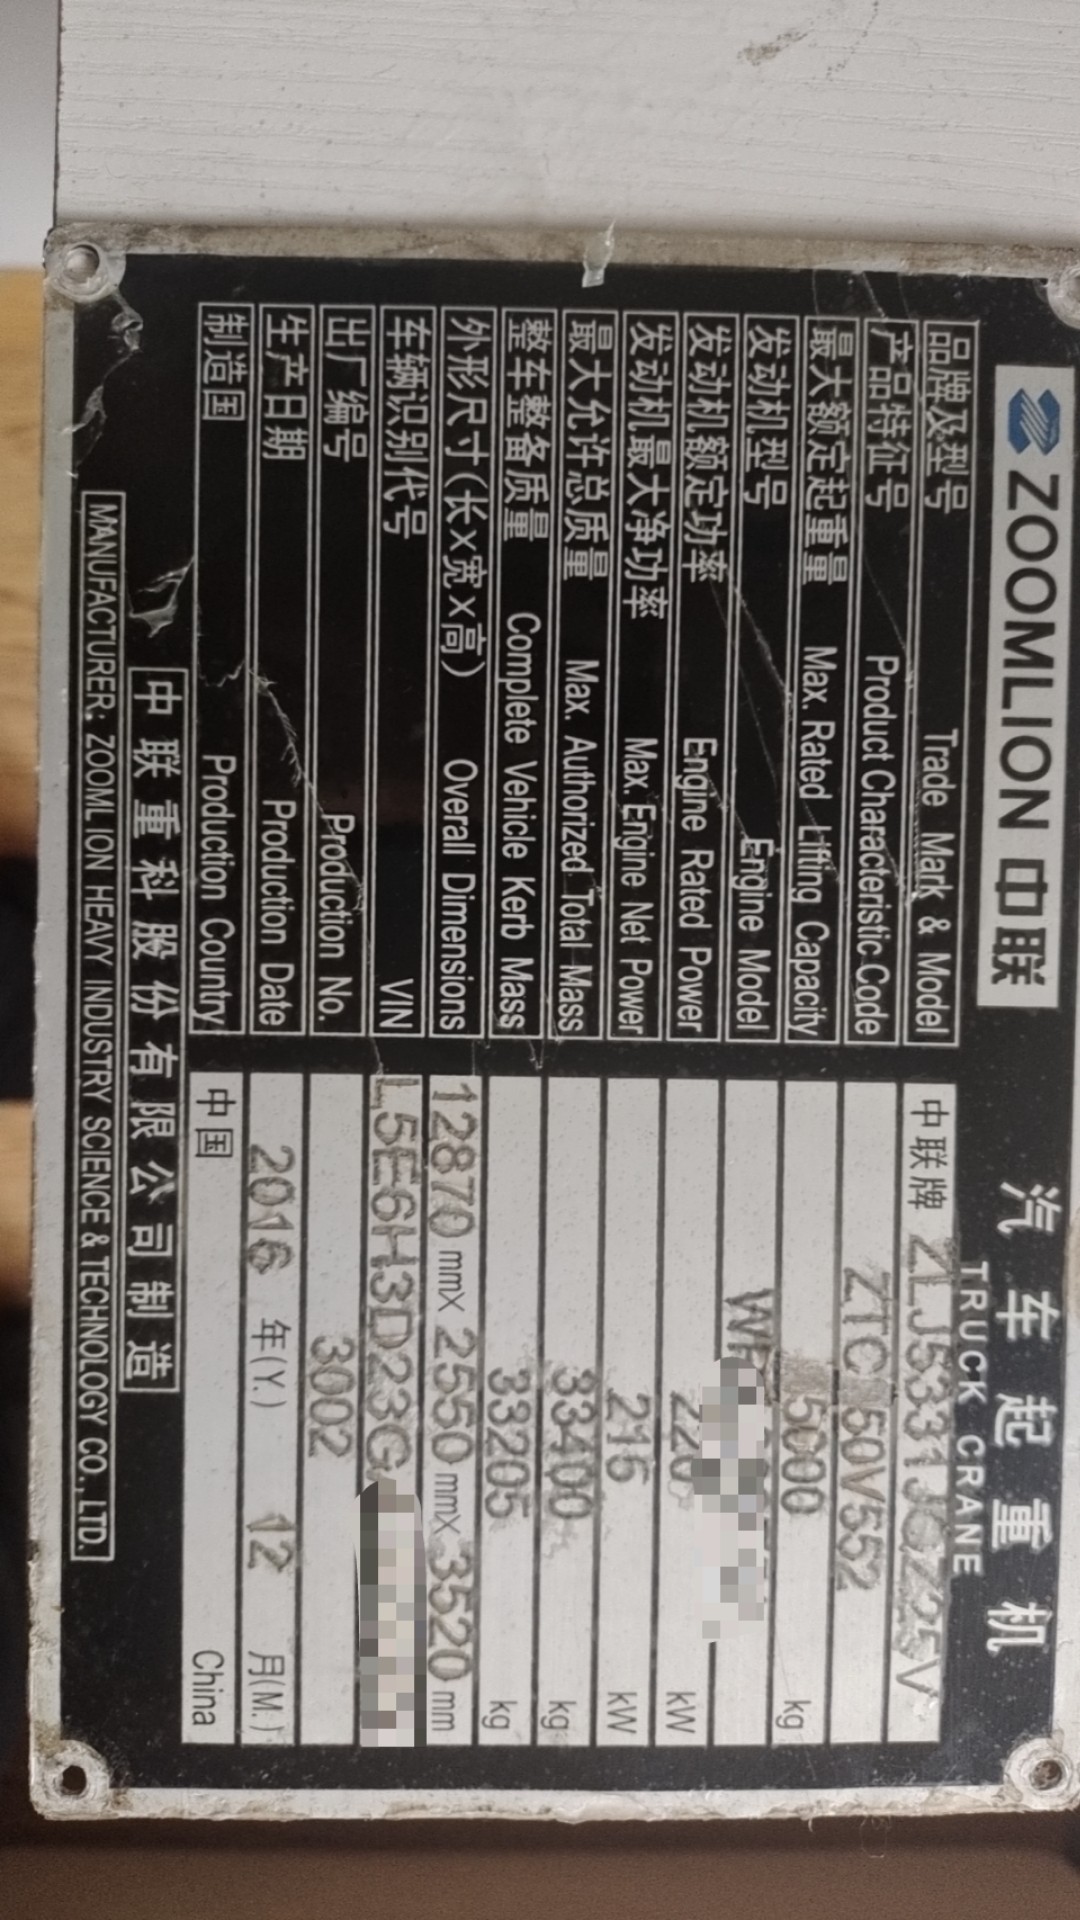 ZOOMLION 中联
汽车起重机
TRUCK CRANE
品牌及型号 Trade Mark & Model 中联牌 ZLJ5331JQZ25V
产品特征号 Product Characteristic Code ZTC150V552
最大额定起重量 Max. Rated Lifting Capacity 5000 kg
发动机型号 Engine Model
发动机额定功率 Engine Rated Power 220 kW
发动机最大净功率 Max. Engine Net Power 215 kW
最大允许总质量 Max. Authorized Total Mass 33400 kg
整车整备质量 Complete Vehicle Kerb Mass 33205 kg
外形尺寸(长×宽×高) Overall Dimensions 12870 mmX 2550 mmX 3520 mm
车辆识别代号 VIN L5E6H3D23G
出厂编号 Production No. 3002
生产日期 Production Date 2016 年(Y.) 12 月(M.)
制造国 Production Country 中国 China
中联重科股份有限公司制造
MANUFACTURER: ZOOMLION HEAVY INDUSTRY SCIENCE & TECHNOLOGY CO., LTD.